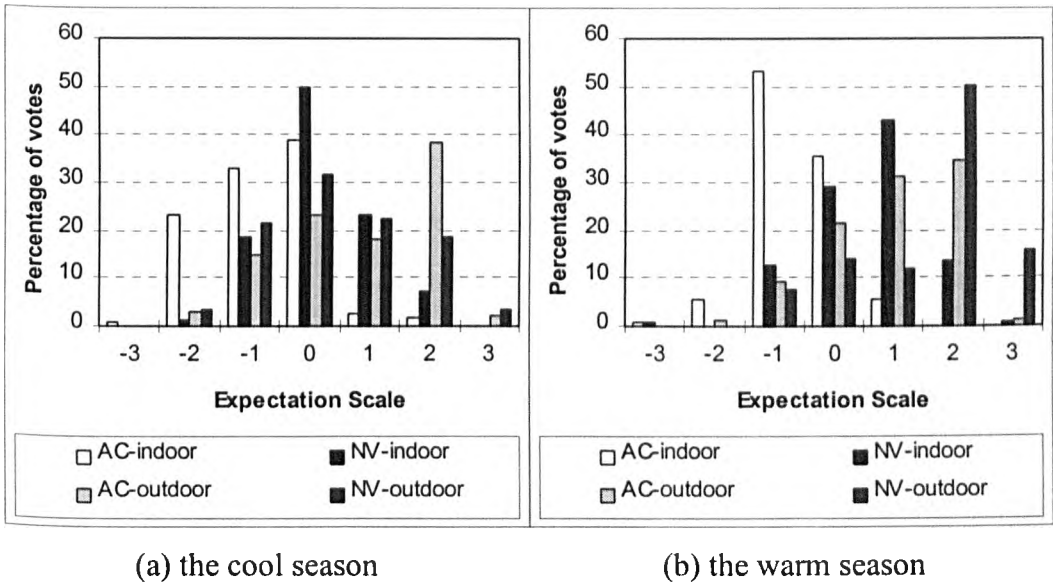 Percentage of votes
60
50
40
30
20
10
0
-3 -2 -1 0 1 2 3
Expectation Scale
AC-indoor NV-indoor
AC-outdoor NV-outdoor
(a) the cool season
Percentage of votes
60
50
40
30
20
10
0
-3 -2 -1 0 1 2 3
Expectation Scale
AC-indoor NV-indoor
AC-outdoor NV-outdoor
(b) the warm season